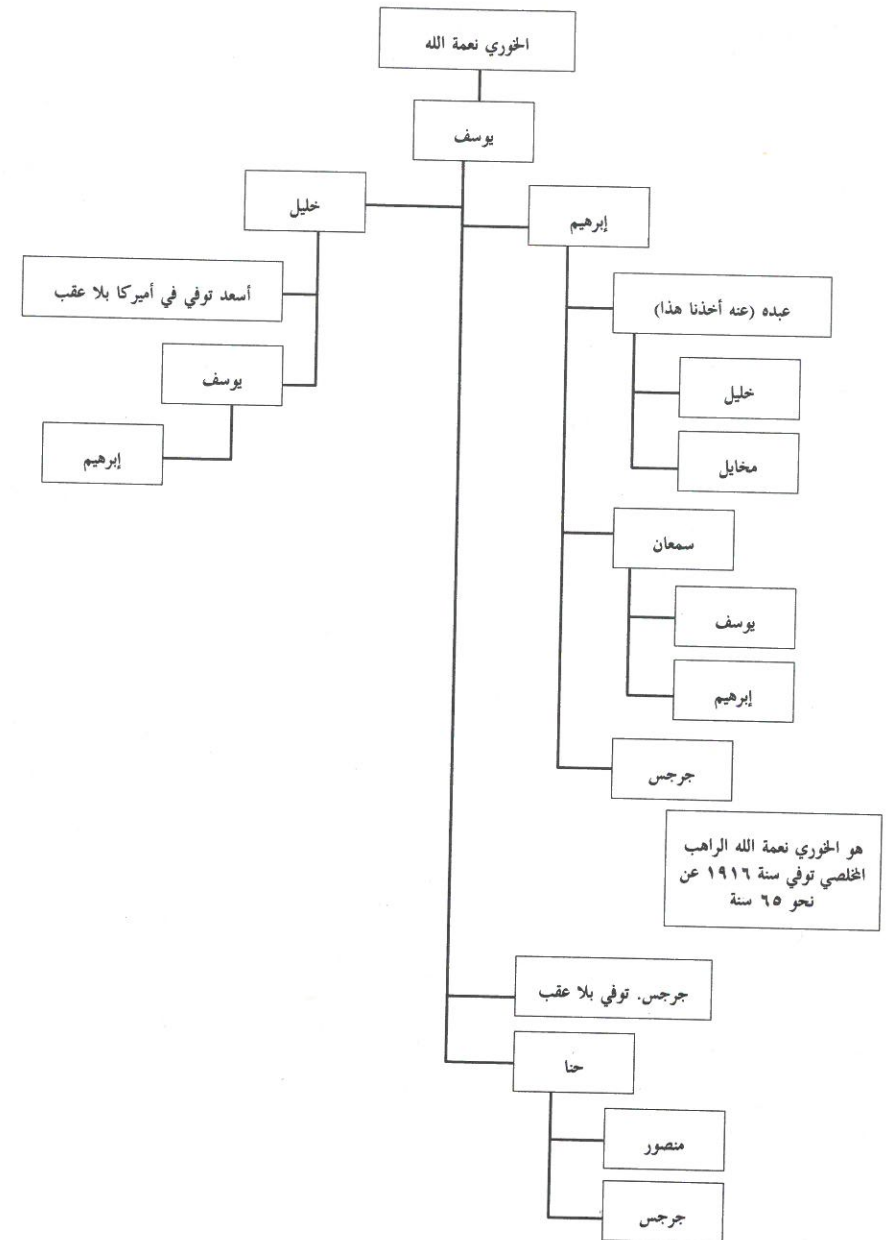 الخوري نعمة الله
يوسف
إبرهيم
خليل
عبده (عنه أخذنا هذا)
أسعد توفي في أميركا بلا عقب
خليل
يوسف
مخايل
إبرهيم
سمعان
يوسف
إبرهيم
جرجس
هو الخوري نعمة الله الراهب
المخلصي توفي سنة ١٩١٦ عن
نحو ٦٥ سنة
جرجس. توفي بلا عقب
حنا
منصور
جرجس